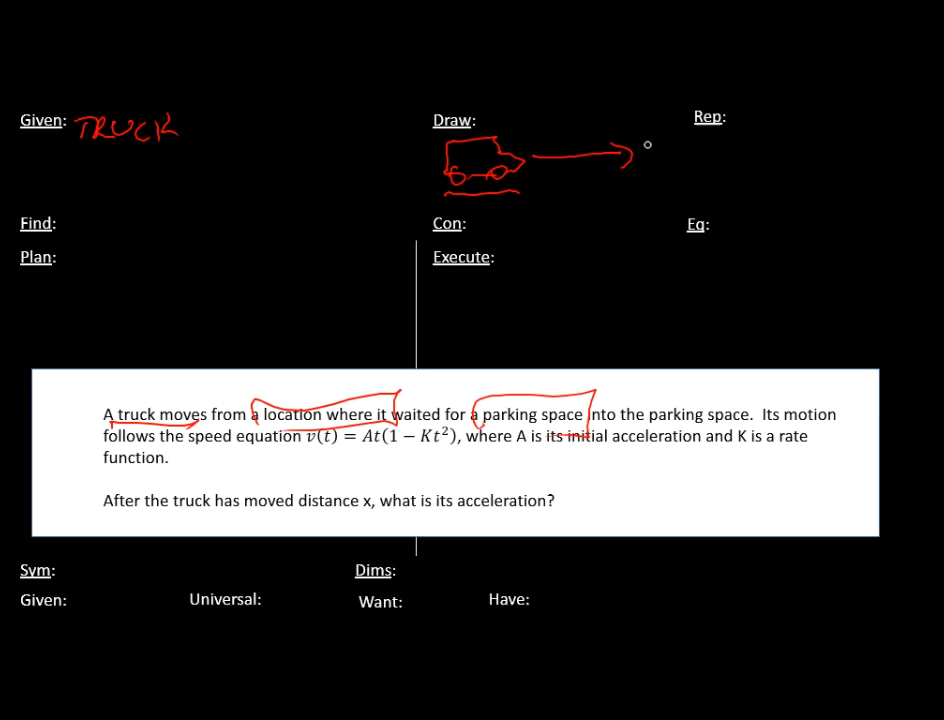 Given: TRUCK
Draw:
Rep:
Find:
Con:
Eq:
Plan:
Execute:
A truck moves from a location where it waited for a parking space into the parking space. Its motion
follows the speed equation v(t) = At(1 − Kt²), where A is its initial acceleration and K is a rate
function.
After the truck has moved distance x, what is its acceleration?
Sym:
Dims:
Given:
Universal:
Want:
Have: